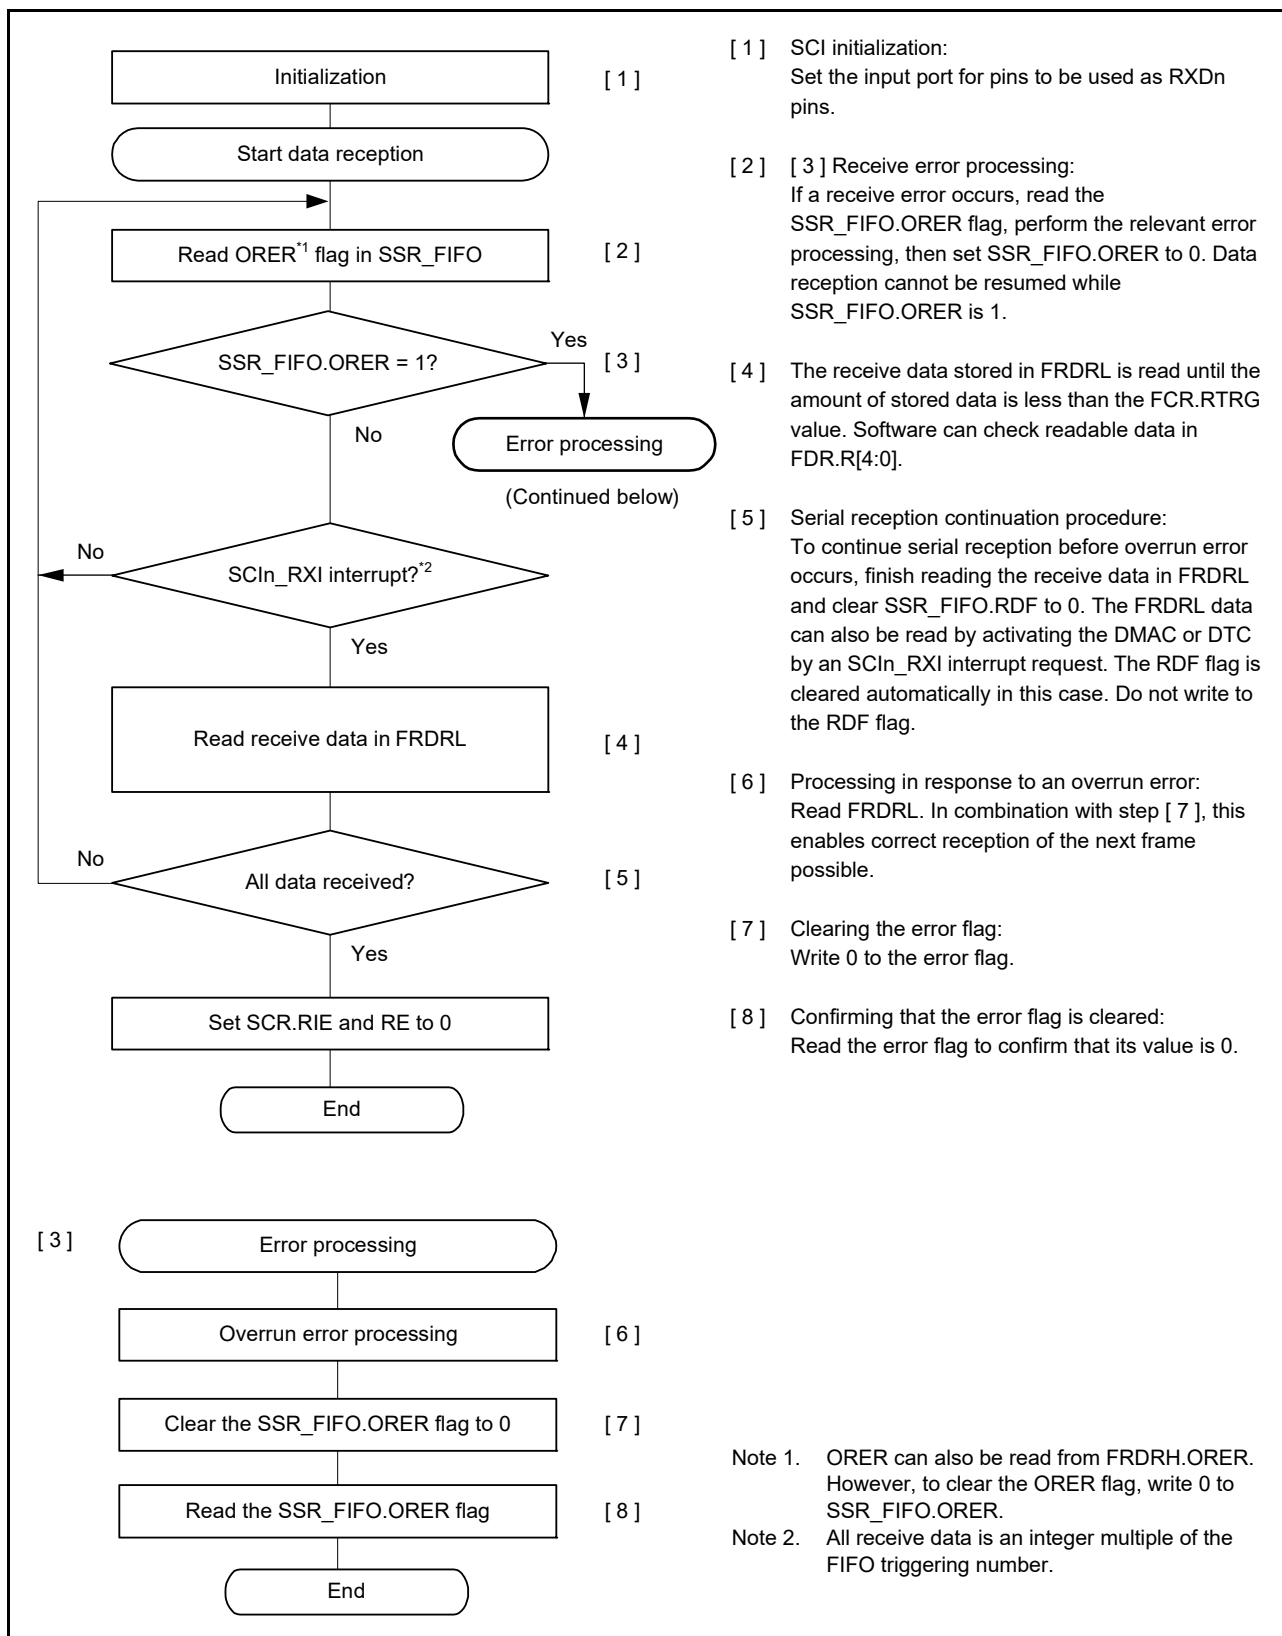 Initialization
[ 1 ]
Start data reception
Read ORER*1 flag in SSR_FIFO
[ 2 ]
SSR_FIFO.ORER = 1?
Yes
[ 3 ]
No
Error processing
(Continued below)
No
SCIn_RXI interrupt?*2
Yes
Read receive data in FRDRL
[ 4 ]
No
All data received?
[ 5 ]
Yes
Set SCR.RIE and RE to 0
End
[ 1 ] SCI initialization:
Set the input port for pins to be used as RXDn
pins.
[ 2 ] [ 3 ] Receive error processing:
If a receive error occurs, read the
SSR_FIFO.ORER flag, perform the relevant error
processing, then set SSR_FIFO.ORER to 0. Data
reception cannot be resumed while
SSR_FIFO.ORER is 1.
[ 4 ] The receive data stored in FRDRL is read until the
amount of stored data is less than the FCR.RTRG
value. Software can check readable data in
FDR.R[4:0].
[ 5 ] Serial reception continuation procedure:
To continue serial reception before overrun error
occurs, finish reading the receive data in FRDRL
and clear SSR_FIFO.RDF to 0. The FRDRL data
can also be read by activating the DMAC or DTC
by an SCIn_RXI interrupt request. The RDF flag is
cleared automatically in this case. Do not write to
the RDF flag.
[ 6 ] Processing in response to an overrun error:
Read FRDRL. In combination with step [ 7 ], this
enables correct reception of the next frame
possible.
[ 7 ] Clearing the error flag:
Write 0 to the error flag.
[ 8 ] Confirming that the error flag is cleared:
Read the error flag to confirm that its value is 0.
[ 3 ]
Error processing
Overrun error processing
[ 6 ]
Clear the SSR_FIFO.ORER flag to 0
[ 7 ]
Read the SSR_FIFO.ORER flag
[ 8 ]
End
Note 1. ORER can also be read from FRDRH.ORER.
However, to clear the ORER flag, write 0 to
SSR_FIFO.ORER.
Note 2. All receive data is an integer multiple of the
FIFO triggering number.